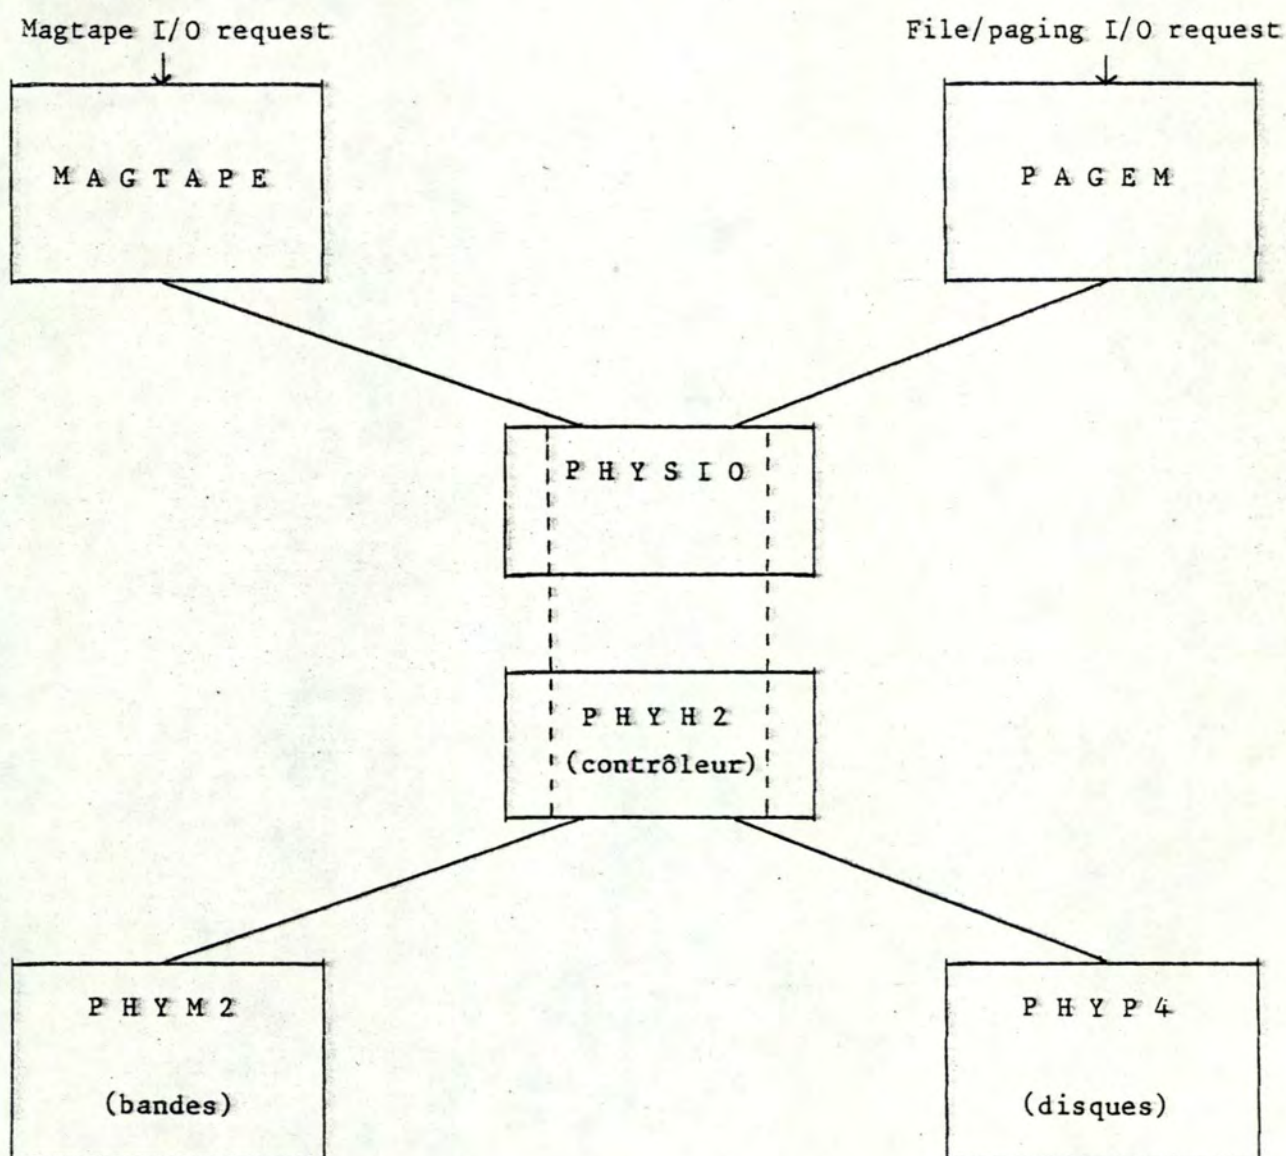 Magtape I/O request
File/paging I/O request
M A G T A P E
P A G E M
P H Y S I O
P H Y H 2
(contrôleur)
P H Y M 2
(bandes)
P H Y P 4
(disques)